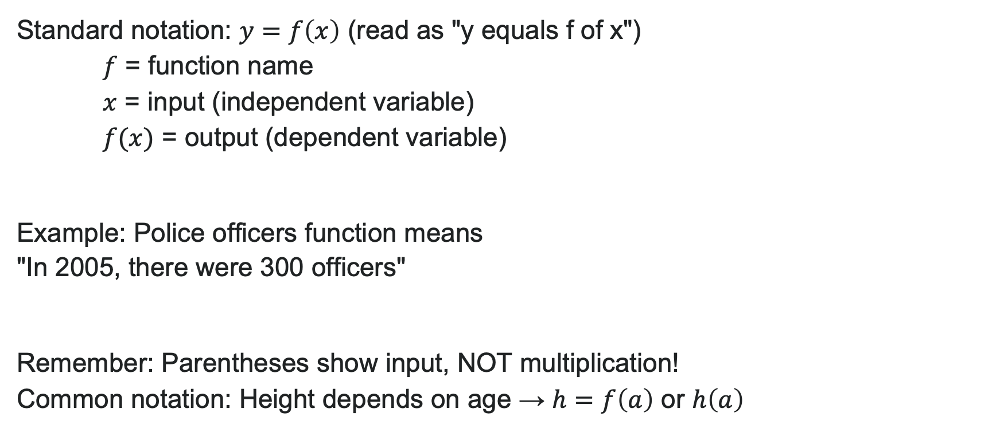 Standard notation: y = f(x) (read as "y equals f of x")
f = function name
x = input (independent variable)
f(x) = output (dependent variable)
Example: Police officers function means
"In 2005, there were 300 officers"
Remember: Parentheses show input, NOT multiplication!
Common notation: Height depends on age → h = f(a) or h(a)